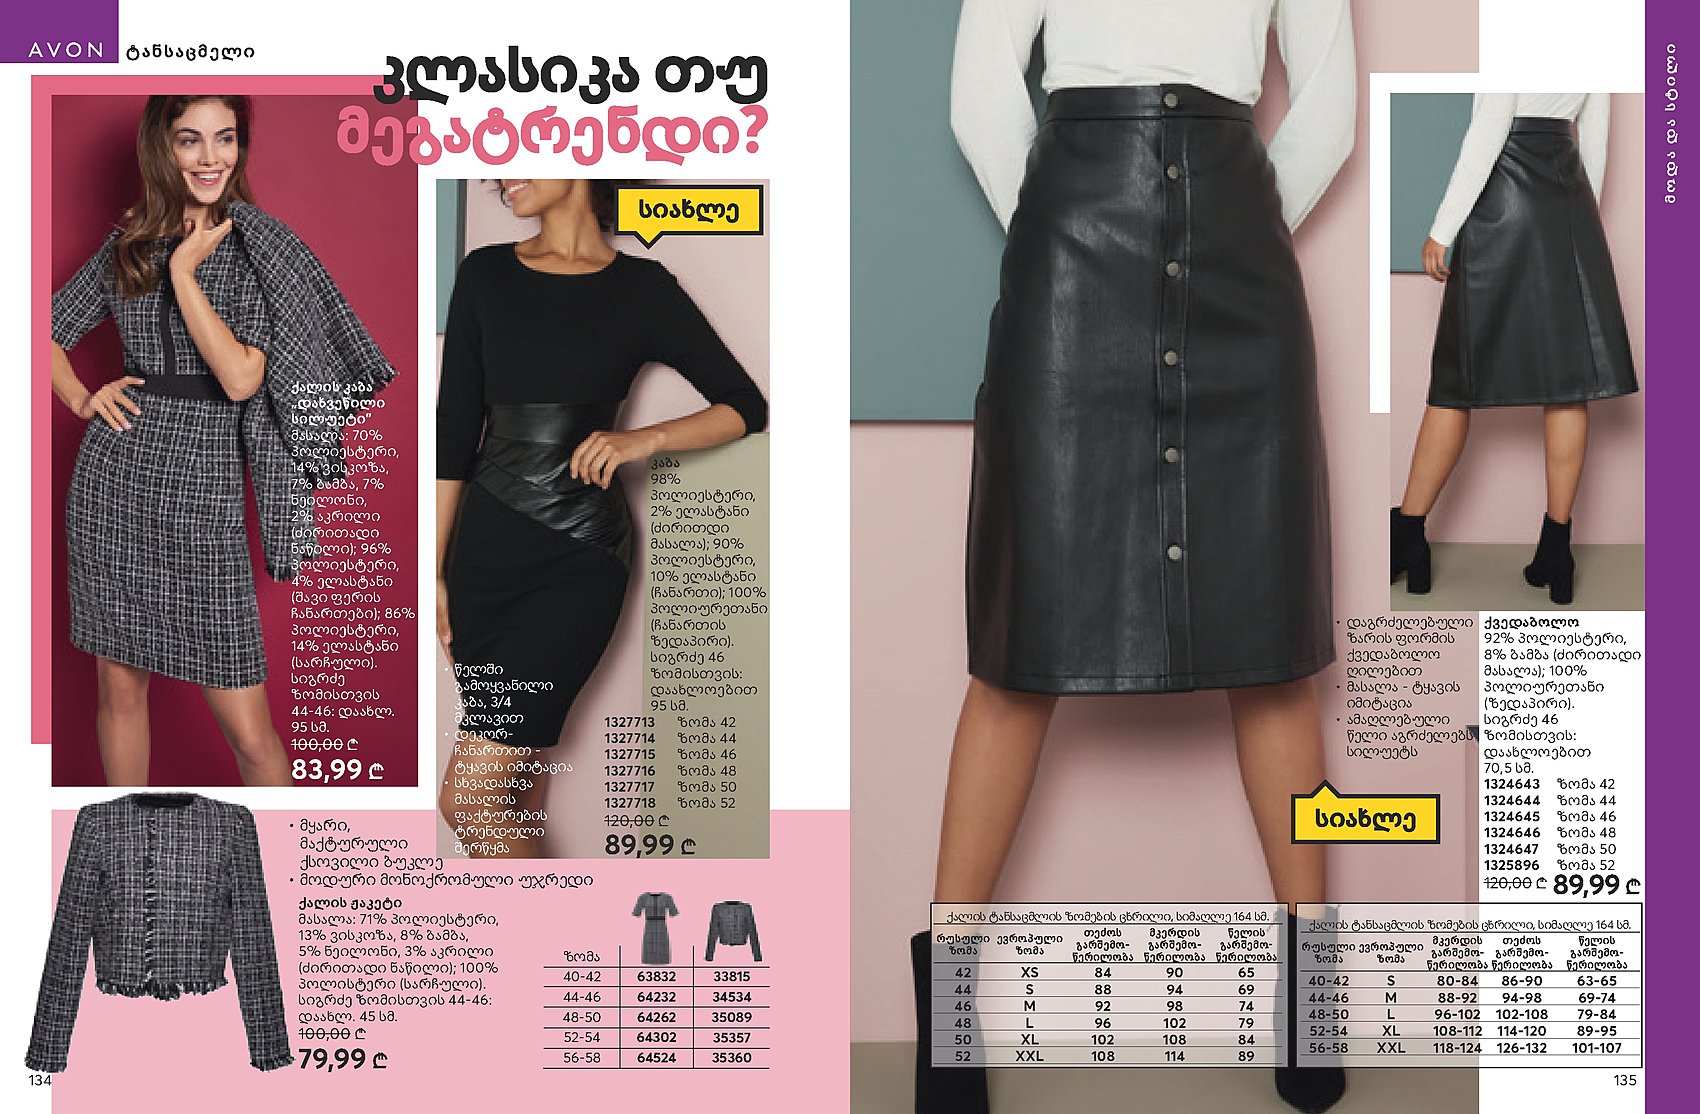 AVON ტანსაცმელი
კლასიკა თუ
მეგატრენდი?
სიახლე
ქალის კაბა
„დახვეწილი
სილუეტი“
მასალა: 70%
პოლიესტერი,
14% ვისკოზა,
7% ბამბა, 7%
ნეილონი,
2% აკრილი
(ძირითადი
ნაწილი); 96%
პოლიესტერი,
4% ელასტანი
(შავი ფერის
ჩანართები); 86%
პოლიესტერი,
14% ელასტანი
(სარჩული).
სიგრძე
ზომისთვის
44-46: დაახლ.
95 სმ.
100,00 ₾
83,99 ₾
კაბა
98%
პოლიესტერი,
2% ელასტანი
(ძირითდი
მასალა); 90%
პოლიესტერი,
10% ელასტანი
(ჩანართი); 100%
პოლიურეთანი
(ჩანართის
ზედაპირი).
სიგრძე 46
ზომისთვის:
დაახლოებით
95 სმ.
1327713 ზომა 42
1327714 ზომა 44
1327715 ზომა 46
1327716 ზომა 48
1327717 ზომა 50
1327718 ზომა 52
120,00 ₾
89,99 ₾
• წელში
გამოყვანილი
კაბა, 3/4
მკლავით
• დეკორ-
ჩანართით -
ტყავის იმიტაცია
• სხვადასხვა
მასალის
ფაქტურების
ტრენდული
შერწყმა
• მყარი,
მაქტურული
ქსოვილი ბუკლე
• მოდური მონოქრომული უჯრედი
ქალის ჟაკეტი
მასალა: 71% პოლიესტერი,
13% ვისკოზა, 8% ბამბა,
5% ნეილონი, 3% აკრილი
(ძირითადი ნაწილი); 100%
პოლისტერი (სარჩული).
სიგრძე ზომისთვის 44-46:
დაახლ. 45 სმ.
100,00 ₾
79,99 ₾
ზომა
40-42 63832 33815
44-46 64232 34534
48-50 64262 35089
52-54 64302 35357
56-58 64524 35360
134
მოდა და სტილი
• დაგრძელებული
ზარის ფორმის
ქვედაბოლო
ღილებით
• მასალა - ტყავის
იმიტაცია
• ამაღლებული
წელი აგრძელებს
სილუეტს
ქვედაბოლო
92% პოლიესტერი,
8% ბამბა (ძირითადი
მასალა); 100%
პოლიურეთანი
(ზედაპირი).
სიგრძე 46
ზომისთვის:
დაახლოებით
70,5 სმ.
1324643 ზომა 42
1324644 ზომა 44
1324645 ზომა 46
1324646 ზომა 48
1324647 ზომა 50
1325896 ზომა 52
120,00 ₾ 89,99 ₾
სიახლე
ქალის ტანსაცმლის ზომების ცხრილი, სიმაღლე 164 სმ.
რუსული ზომა ევროპული ზომა თეძოს გარშემო-წერილობა მკერდის გარშემო-წერილობა წელის გარშემო-წერილობა
42 XS 84 90 65
44 S 88 94 69
46 M 92 98 74
48 L 96 102 79
50 XL 102 108 84
52 XXL 108 114 89
ქალის ტანსაცმლის ზომების ცხრილი, სიმაღლე 164 სმ.
რუსული ზომა ევროპული ზომა მკერდის გარშემო-წერილობა თეძოს გარშემო-წერილობა წელის გარშემო-წერილობა
40-42 S 80-84 86-90 63-65
44-46 M 88-92 94-98 69-74
48-50 L 96-102 102-108 79-84
52-54 XL 108-112 114-120 89-95
56-58 XXL 118-124 126-132 101-107
135